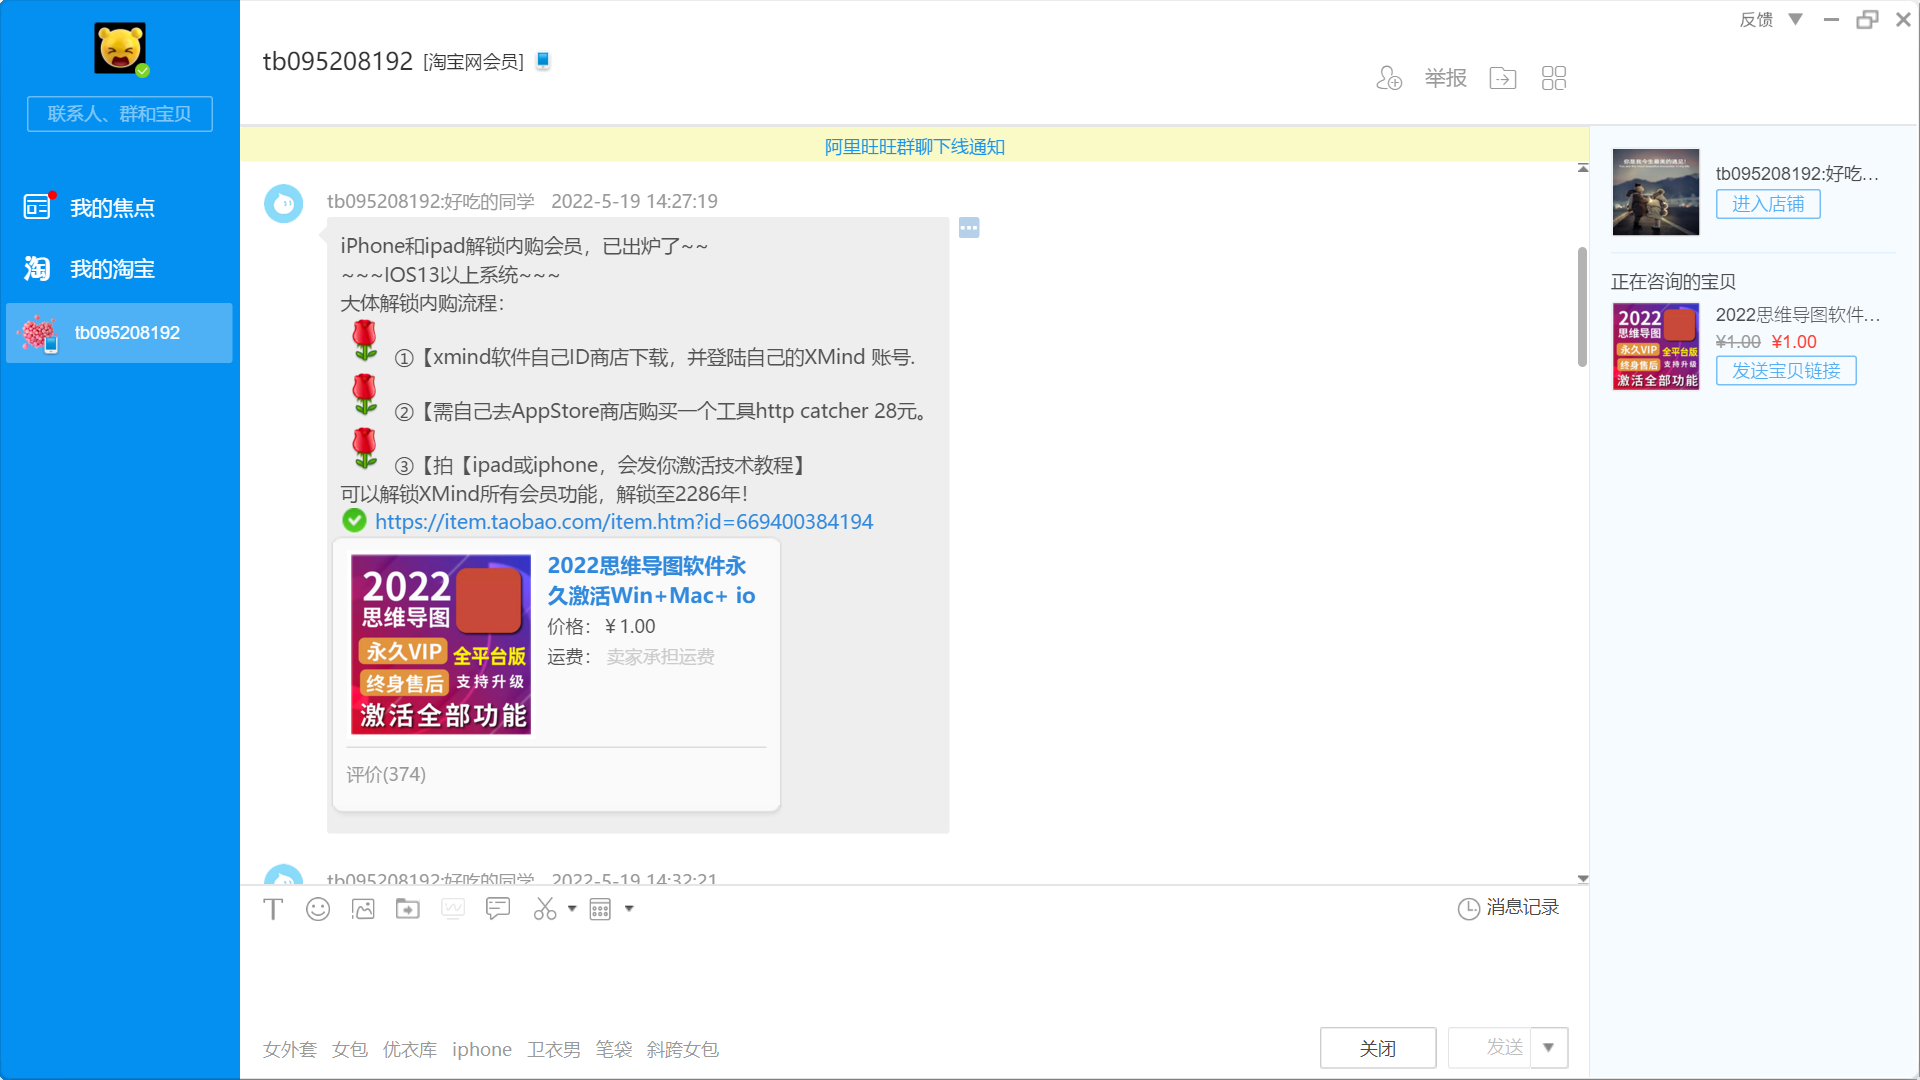 反馈
tb095208192 [淘宝网会员]
举报
联系人、群和宝贝
我的焦点
我的淘宝
tb095208192
阿里旺旺群聊下线通知
tb095208192:好吃的同学 2022-5-19 14:27:19
iPhone和ipad解锁内购会员，已出炉了~~
~~~IOS13以上系统~~~
大体解锁内购流程：
①【xmind软件自己ID商店下载，并登陆自己的XMind 账号.
②【需自己去AppStore商店购买一个工具http catcher 28元。
③【拍【ipad或iphone，会发你激活技术教程】
可以解锁XMind所有会员功能，解锁至2286年！
https://item.taobao.com/item.htm?id=669400384194
2022
思维导图
永久VIP 全平台版
终身售后 支持升级
激活全部功能
2022思维导图软件永
久激活Win+Mac+ io
价格：￥1.00
运费： 卖家承担运费
评价(374)
tb095208192:好吃的同学 2022-5-19 14:32:21
消息记录
女外套 女包 优衣库 iphone 卫衣男 笔袋 斜跨女包
关闭
发送
tb095208192:好吃...
进入店铺
正在咨询的宝贝
2022
思维导图
永久VIP 全平台版
终身售后 支持升级
激活全部功能
2022思维导图软件...
¥1.00 ¥1.00
发送宝贝链接